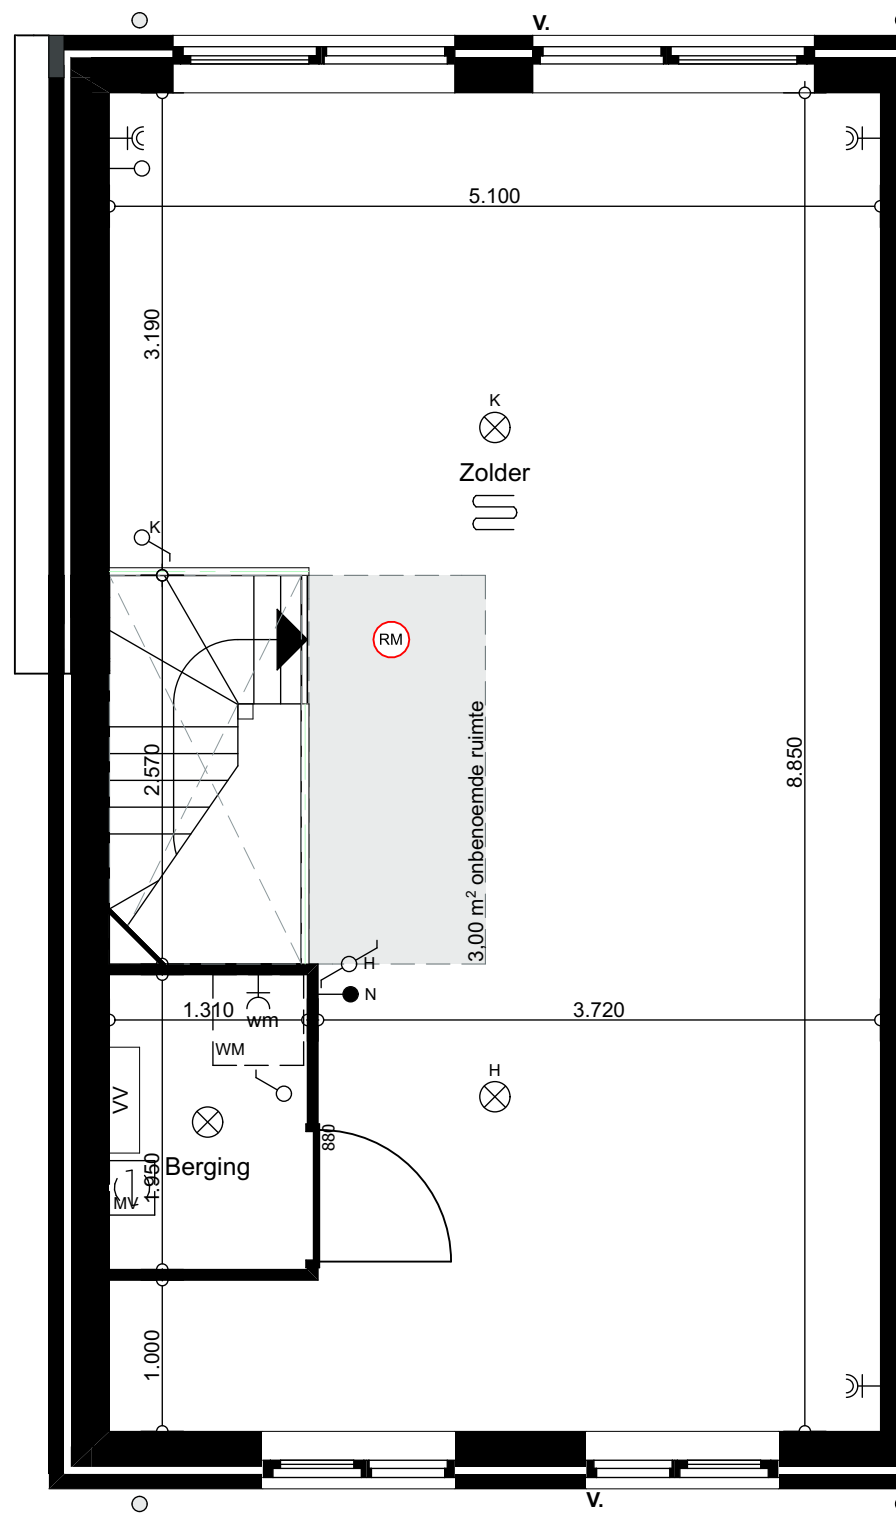 V.
5.100
3.190
K
Zolder
K
RM
2.570
3,00 m² onbenoemde ruimte
8.850
H
N
1.310
wm
3.720
WM
H
VV
880
Berging
1.950
MV
1.000
V.